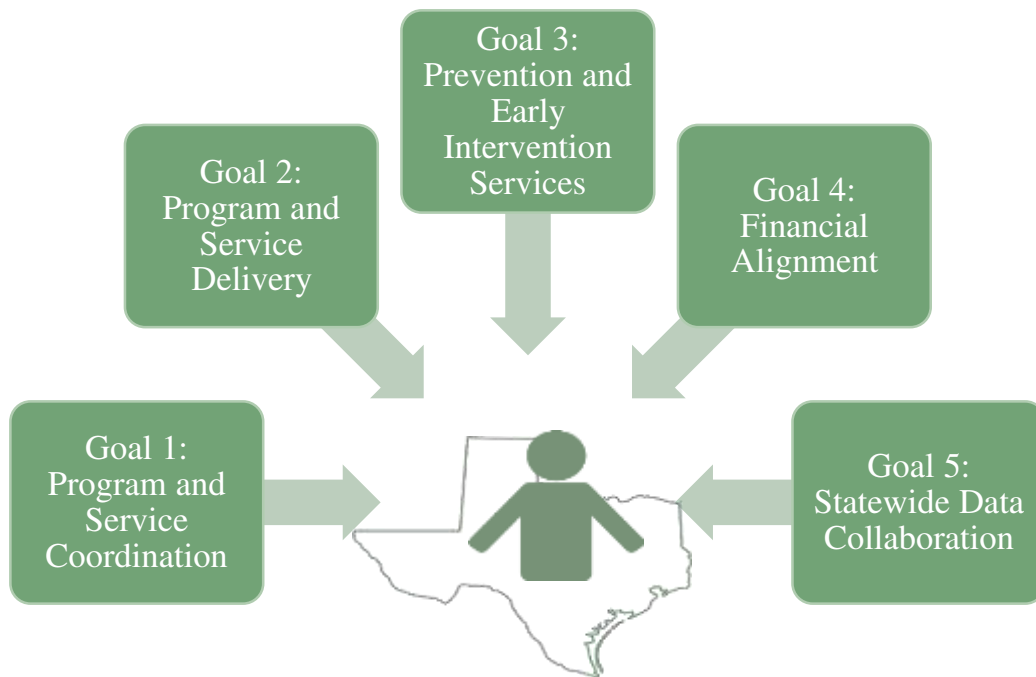 Goal 1:
Program and
Service
Coordination
Goal 2:
Program and
Service
Delivery
Goal 3:
Prevention and
Early
Intervention
Services
Goal 4:
Financial
Alignment
Goal 5:
Statewide Data
Collaboration